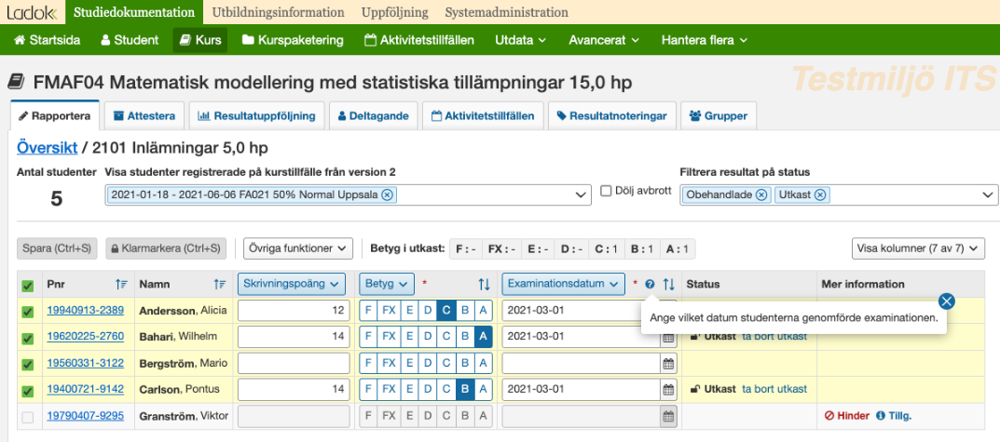 Ladok Studiedokumentation Utbildningsinformation Uppföljning Systemadministration
Startsida Student Kurs Kurspaketering Aktivitetstillfällen Utdata Avancerat Hantera flera
FMAF04 Matematisk modellering med statistiska tillämpningar 15,0 hp Testmiljö ITS
Rapportera Attestera Resultatuppföljning Deltagande Aktivitetstillfällen Resultatnoteringar Grupper
Översikt / 2101 Inlämningar 5,0 hp
Antal studenter Visa studenter registrerade på kurstillfälle från version 2 Filtrera resultat på status
5 2021-01-18 - 2021-06-06 FA021 50% Normal Uppsala Dölj avbrott Obehandlade Utkast
Spara (Ctrl+S) Klarmarkera (Ctrl+S) Övriga funktioner Betyg i utkast: F : - FX : - E : - D : - C : 1 B : 1 A : 1 Visa kolumner (7 av 7)
Pnr Namn Skrivningspoäng Betyg * Examinationsdatum * Status Mer information
19940913-2389 Andersson, Alicia 12 F FX E D C B A 2021-03-01
Ange vilket datum studenterna genomförde examinationen.
19620225-2760 Bahari, Wilhelm 14 F FX E D C B A 2021-03-01 Utkast ta bort utkast
19560331-3122 Bergström, Mario F FX E D C B A
19400721-9142 Carlson, Pontus 14 F FX E D C B A 2021-03-01 Utkast ta bort utkast
19790407-9295 Granström, Viktor F FX E D C B A Hinder Tillg.